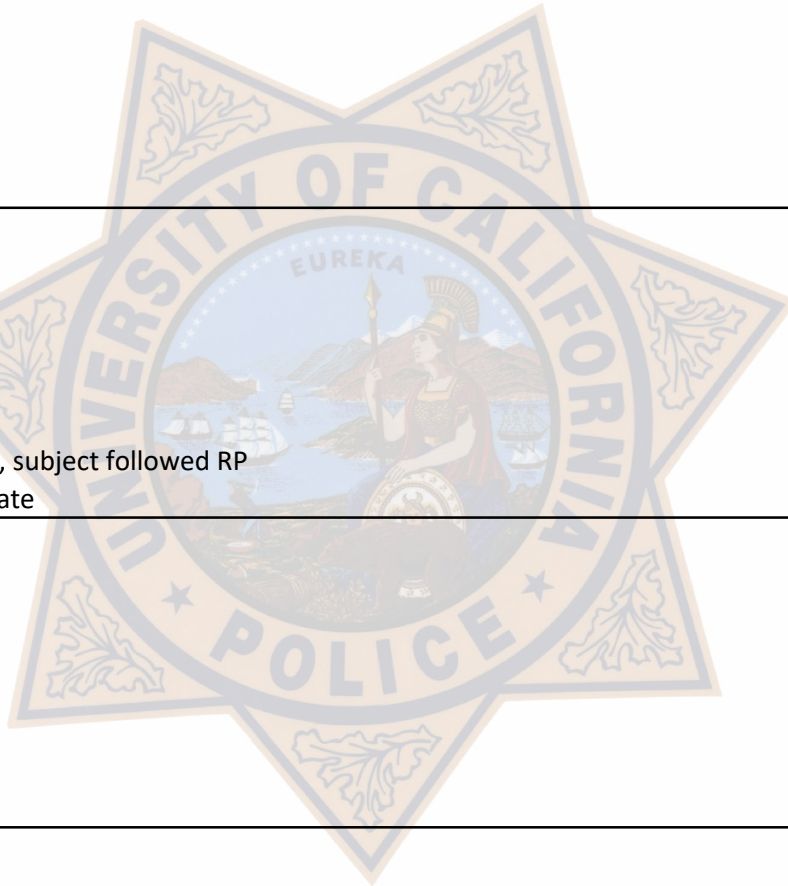 UNIVERSITY OF CALIFORNIA
EUREKA
, subject followed RP
ate
POLICE